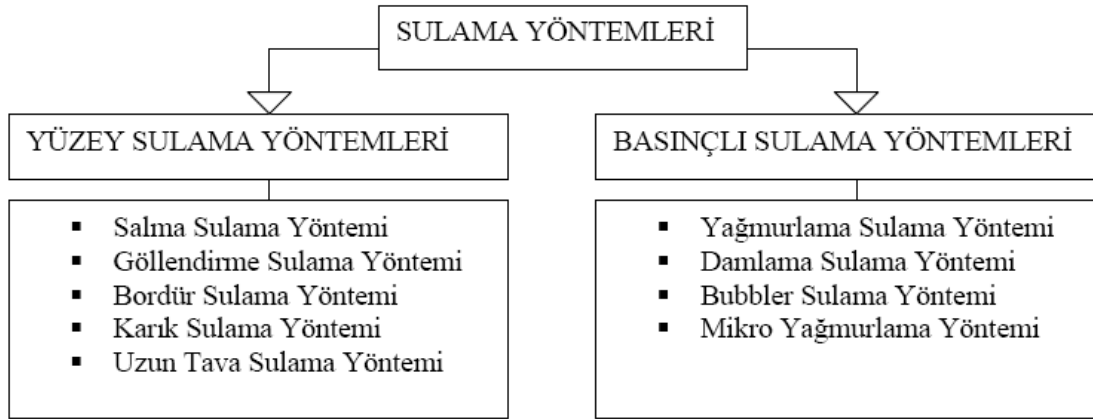 SULAMA YÖNTEMLERİ
YÜZEY SULAMA YÖNTEMLERİ
▪ Salma Sulama Yöntemi
▪ Göllendirme Sulama Yöntemi
▪ Bordür Sulama Yöntemi
▪ Karık Sulama Yöntemi
▪ Uzun Tava Sulama Yöntemi
BASINÇLI SULAMA YÖNTEMLERİ
▪ Yağmurlama Sulama Yöntemi
▪ Damlama Sulama Yöntemi
▪ Bubbler Sulama Yöntemi
▪ Mikro Yağmurlama Yöntemi